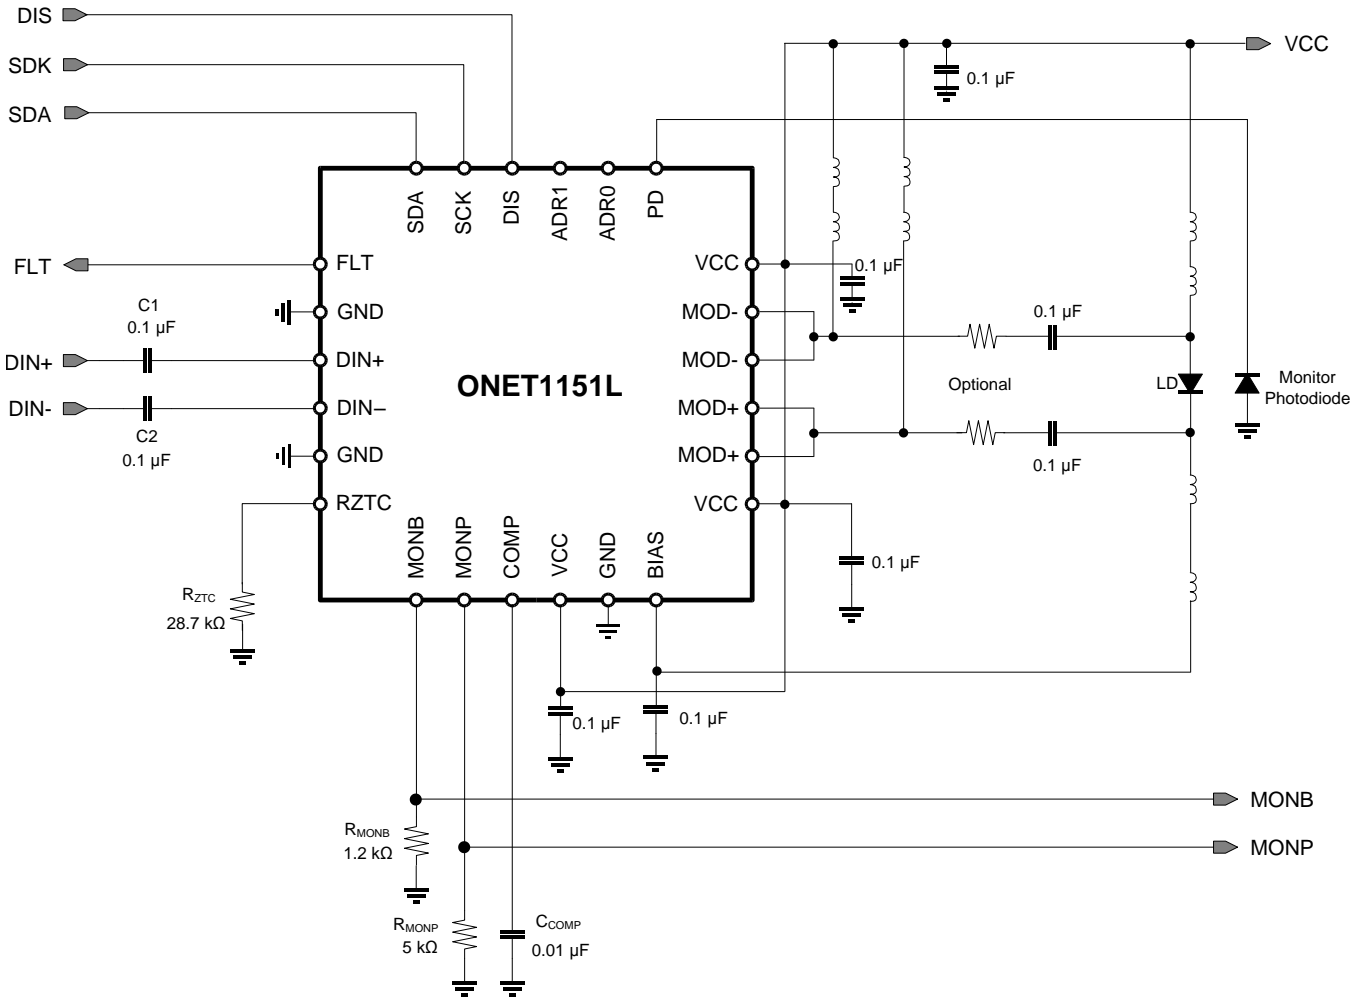 DIS
SDK
SDA
VCC
0.1 µF
SDA
SCK
DIS
ADR1
ADR0
PD
FLT
FLT
GND
C1
0.1 µF
DIN+
DIN+
DIN-
DIN–
C2
0.1 µF
GND
RZTC
ONET1151L
VCC
0.1 µF
MOD-
MOD-
MOD+
MOD+
VCC
0.1 µF
Optional
0.1 µF
LD
Monitor
Photodiode
0.1 µF
MONB
MONP
COMP
VCC
GND
BIAS
RZTC
28.7 kΩ
0.1 µF
0.1 µF
MONB
RMONB
1.2 kΩ
MONP
RMONP
5 kΩ
CCOMP
0.01 µF